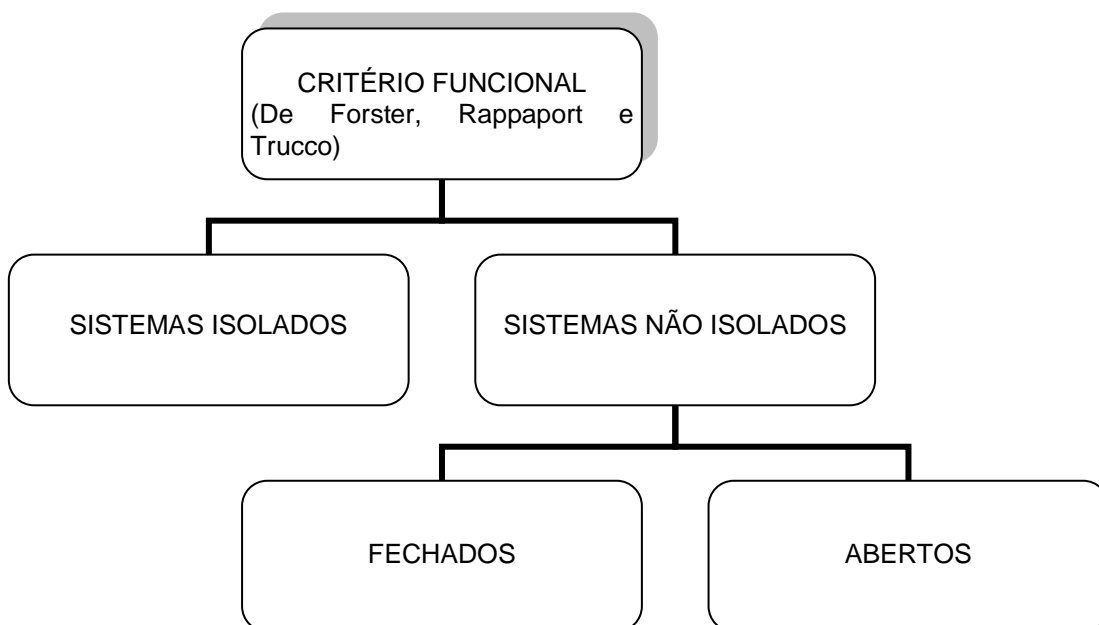 CRITÉRIO FUNCIONAL
(De Forster, Rappaport e
Trucco)
SISTEMAS ISOLADOS
SISTEMAS NÃO ISOLADOS
FECHADOS
ABERTOS